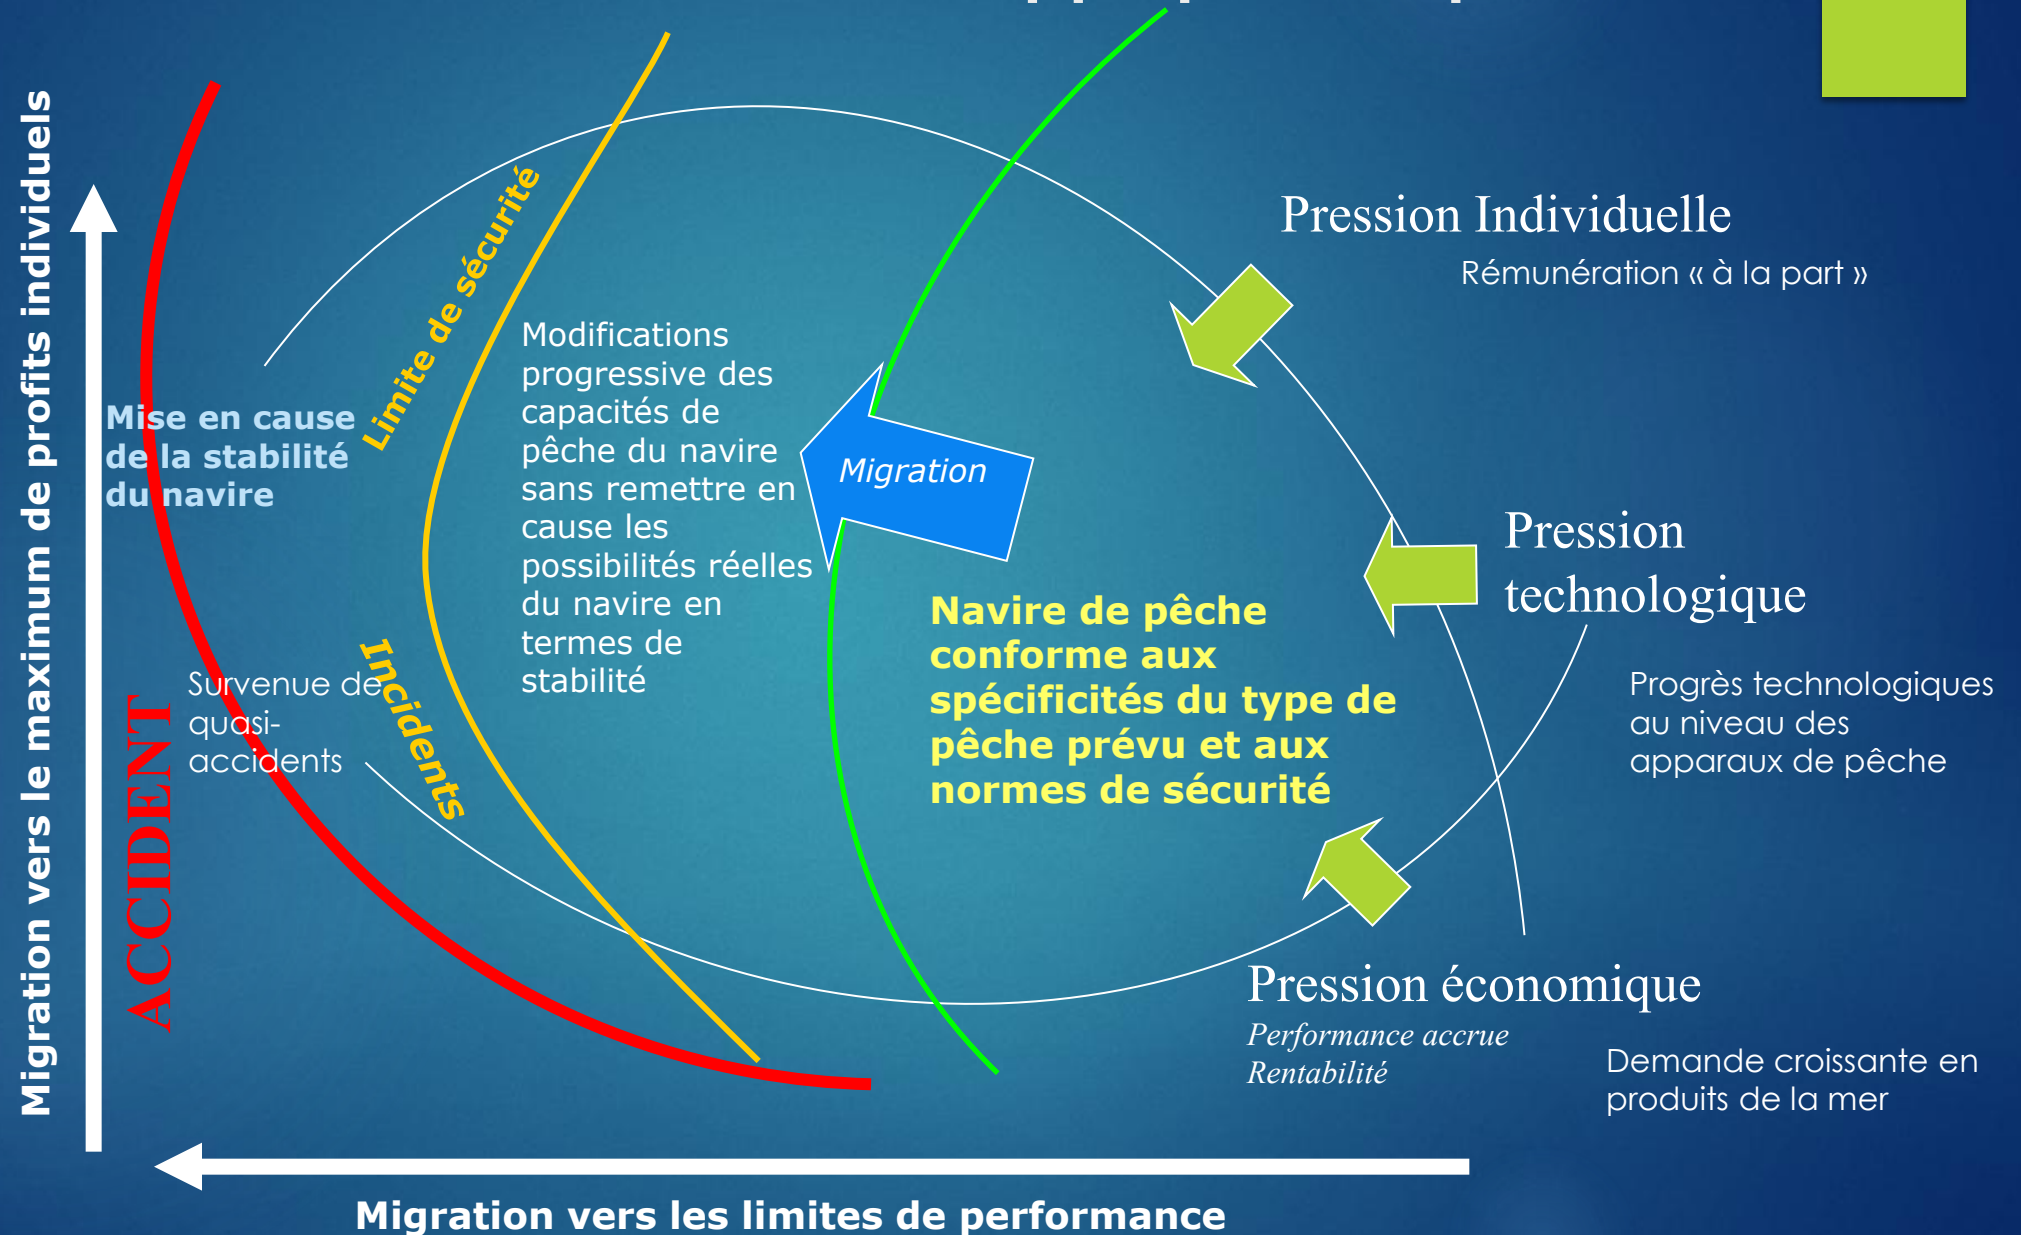 Migration vers le maximum de profits individuels
Limite de sécurité
Pression Individuelle
Rémunération « à la part »
Modifications
progressive des
capacités de
pêche du navire
sans remettre en
cause les
possibilités réelles
du navire en
termes de
stabilité
Mise en cause
de la stabilité
du navire
Migration
Pression
technologique
Navire de pêche
conforme aux
spécificités du type de
pêche prévu et aux
normes de sécurité
Incidents
Survenue de
quasi-
accidents
ACCIDENT
Progrès technologiques
au niveau des
apparaux de pêche
Pression économique
Performance accrue
Rentabilité
Demande croissante en
produits de la mer
Migration vers les limites de performance